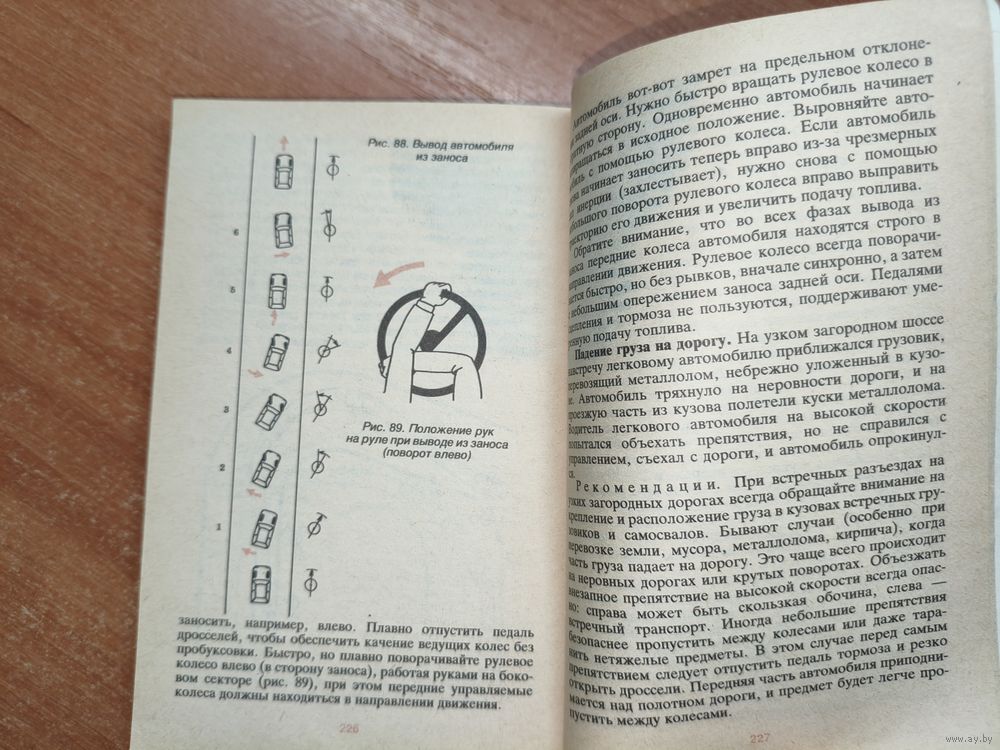 Рис. 88. Вывод автомобиля
из заноса
6
5
4
3
2
1
Рис. 89. Положение рук
на руле при выводе из заноса
(поворот влево)
заносить, например, влево. Плавно отпустить педаль
дросселей, чтобы обеспечить качение ведущих колес без
пробуксовки. Быстро, но плавно поворачивайте рулевое
колесо влево (в сторону заноса), работая руками на боко-
вом секторе (рис. 89), при этом передние управляемые
колеса должны находиться в направлении движения.
226
Автомобиль вот-вот замрет на предельном отклоне-
задней оси. Нужно быстро вращать рулевое колесо в
сторону. Одновременно автомобиль начинает
в исходное положение. Выровняйте авто-
с помощью рулевого колеса. Если автомобиль
начинает заносить теперь вправо из-за чрезмерных
инерции (захлестывает), нужно снова с помощью
поворота рулевого колеса вправо выправить
его движения и увеличить подачу топлива.
Обратите внимание, что во всех фазах вывода из
передние колеса автомобиля находятся строго в
движения. Рулевое колесо всегда поворачи-
быстро, но без рывков, вначале синхронно, а затем
небольшим опережением заноса задней оси. Педалями
и тормоза не пользуются, поддерживают уме-
подачу топлива.
Падение груза на дорогу. На узком загородном шоссе
легковому автомобилю приближался грузовик,
металлолом, небрежно уложенный в кузо-
Автомобиль тряхнуло на неровности дороги, и на
часть из кузова полетели куски металлолома.
Водитель легкового автомобиля на высокой скорости
объехать препятствия, но не справился с
съехал с дороги, и автомобиль опрокинул-
Рекомендации. При встречных разъездах на
загородных дорогах всегда обращайте внимание на
и расположение груза в кузовах встречных гру-
и самосвалов. Бывают случаи (особенно при
земли, мусора, металлолома, кирпича), когда
часть груза падает на дорогу. Это чаще всего происходит
на неровных дорогах или крутых поворотах. Объезжать
внезапное препятствие на высокой скорости всегда опас-
но: справа может быть скользкая обочина, слева —
встречный транспорт. Иногда небольшие препятствия
безопаснее пропустить между колесами или даже тара-
нить нетяжелые предметы. В этом случае перед самым
препятствием следует отпустить педаль тормоза и резко
открыть дроссели. Передняя часть автомобиля приподни-
мается над полотном дороги, и предмет будет легче про-
пустить между колесами.
227
www.ay.by